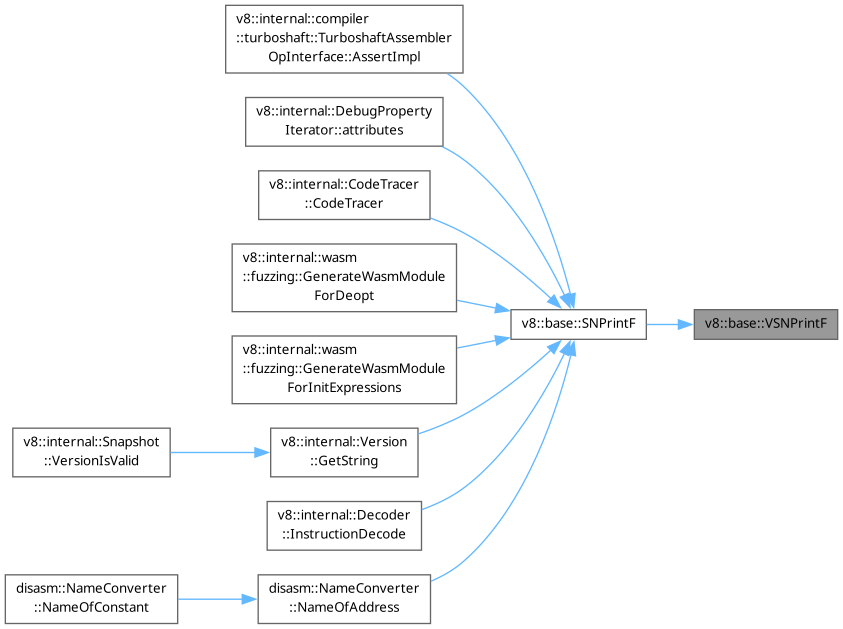 v8::internal::compiler
::turboshaft::TurboshaftAssembler
OpInterface::AssertImpl
v8::internal::DebugProperty
Iterator::attributes
v8::internal::CodeTracer
::CodeTracer
v8::internal::wasm
::fuzzing::GenerateWasmModule
ForDeopt
v8::base::SNPrintF
v8::base::VSNPrintF
v8::internal::wasm
::fuzzing::GenerateWasmModule
ForInitExpressions
v8::internal::Snapshot
::VersionIsValid
v8::internal::Version
::GetString
v8::internal::Decoder
::InstructionDecode
disasm::NameConverter
::NameOfConstant
disasm::NameConverter
::NameOfAddress